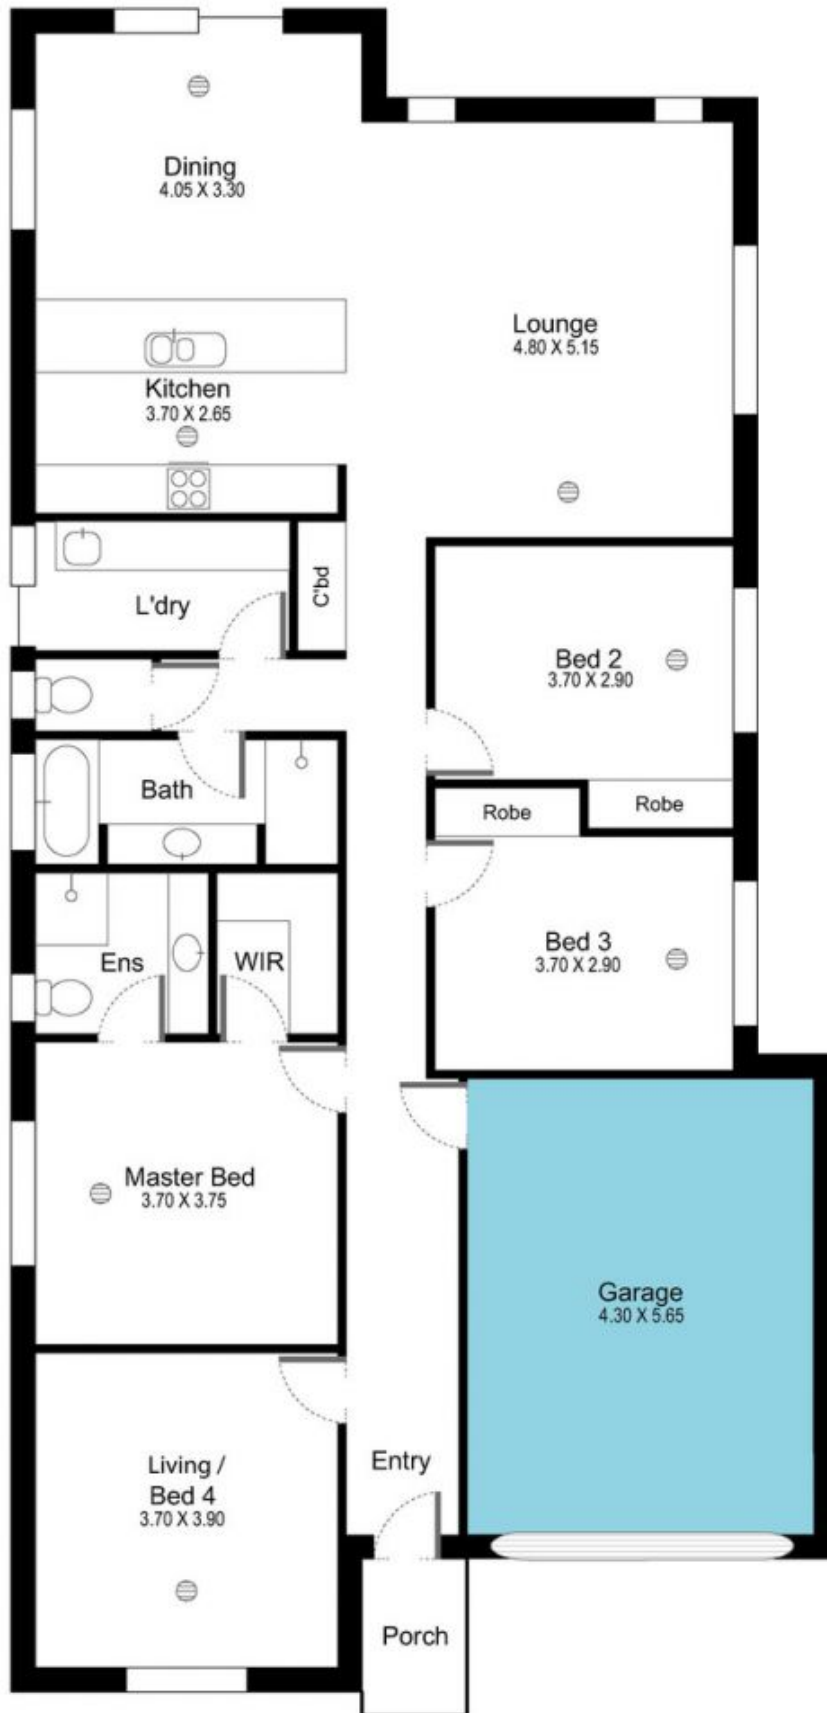 Dining
4.05 X 3.30
Lounge
4.80 X 5.15
Kitchen
3.70 X 2.65
L'dry
C'bd
Bed 2
3.70 X 2.90
Bath
Robe
Robe
Ens
WIR
Bed 3
3.70 X 2.90
Master Bed
3.70 X 3.75
Garage
4.30 X 5.65
Living /
Bed 4
3.70 X 3.90
Entry
Porch